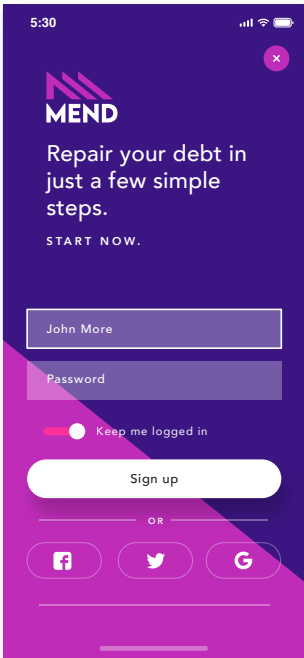 5:30
MEND
Repair your debt in
just a few simple
steps.
START NOW.
John More
Password
Keep me logged in
Sign up
OR